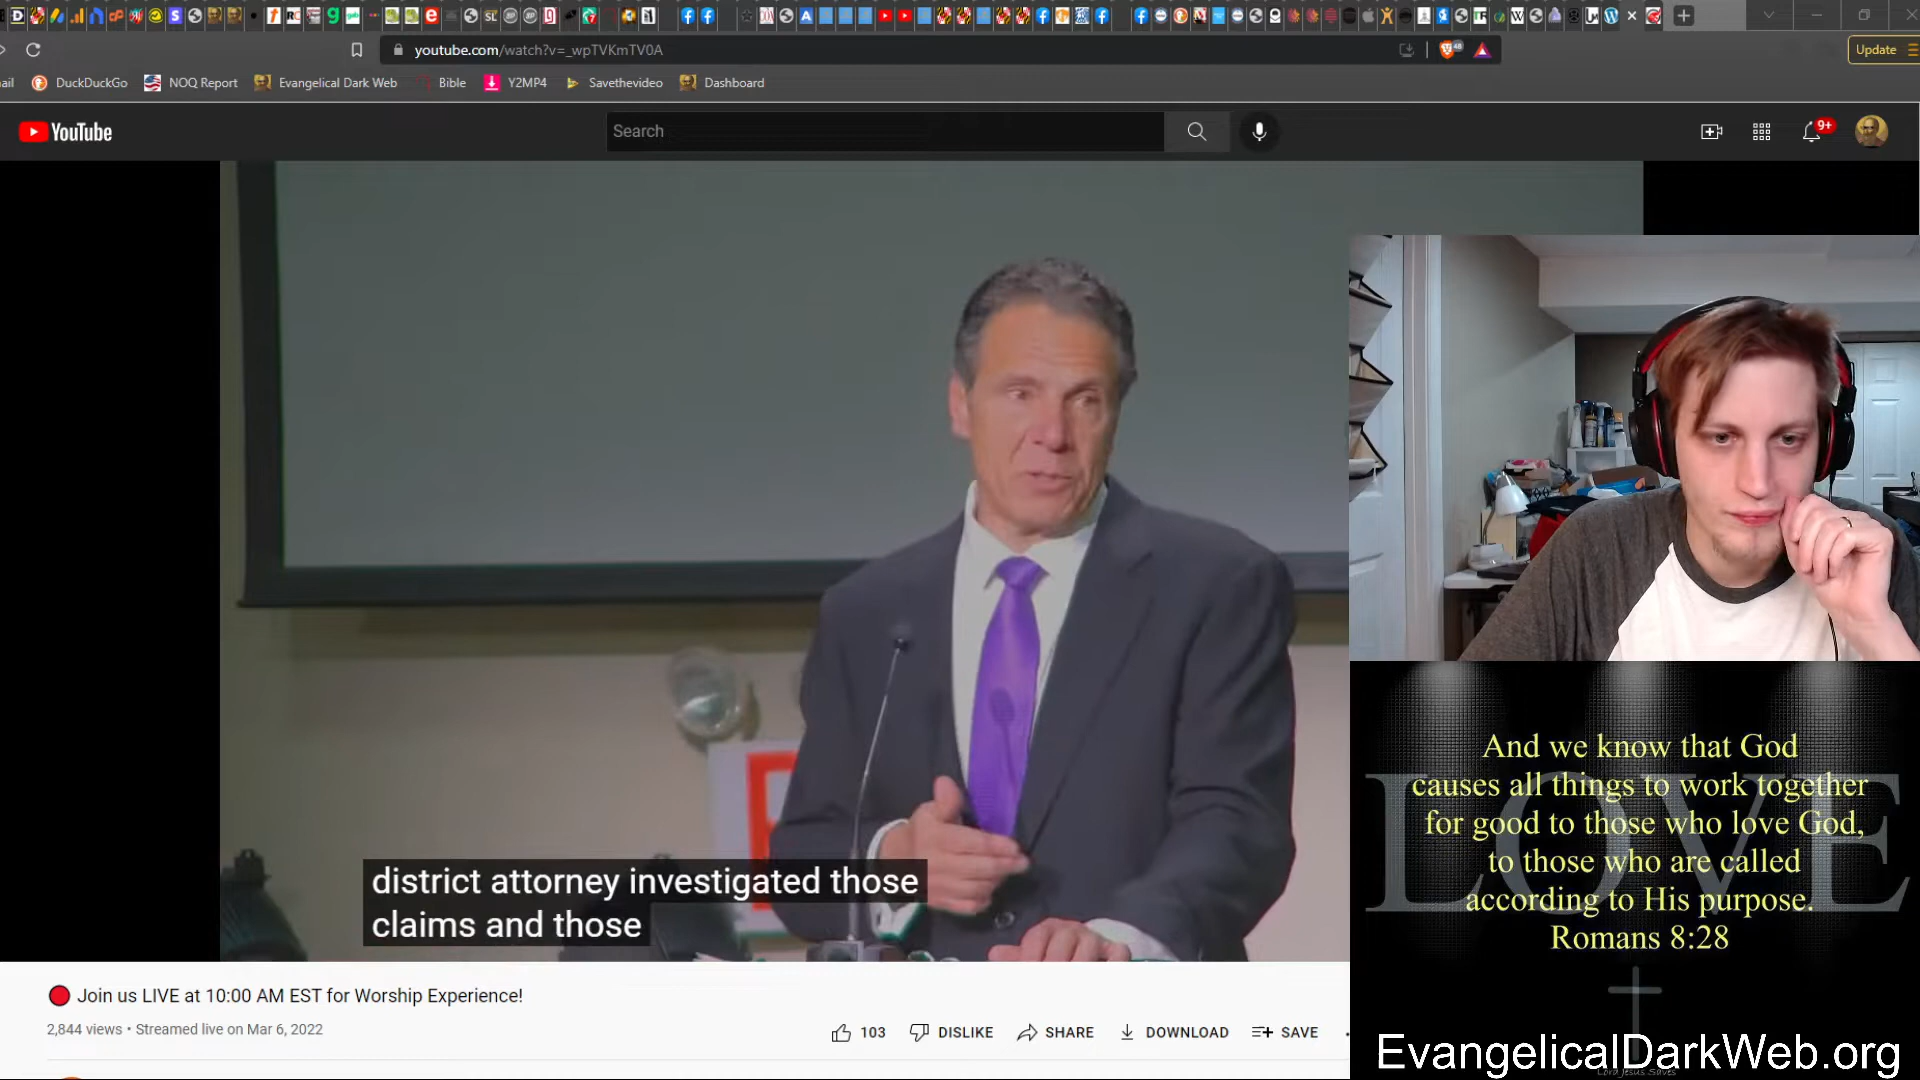 youtube.com/watch?v=_wpTVKmTV0A
Update
ail
DuckDuckGo
NOQ Report
Evangelical Dark Web
Bible
Y2MP4
Savethevideo
Dashboard
YouTube
Search
9+
district attorney investigated those
claims and those
Join us LIVE at 10:00 AM EST for Worship Experience!
2,844 views • Streamed live on Mar 6, 2022
103
DISLIKE
SHARE
DOWNLOAD
SAVE
LOVE
And we know that God
causes all things to work together
for good to those who love God,
to those who are called
according to His purpose.
Romans 8:28
EvangelicalDarkWeb.org
Lord Jesus Saves